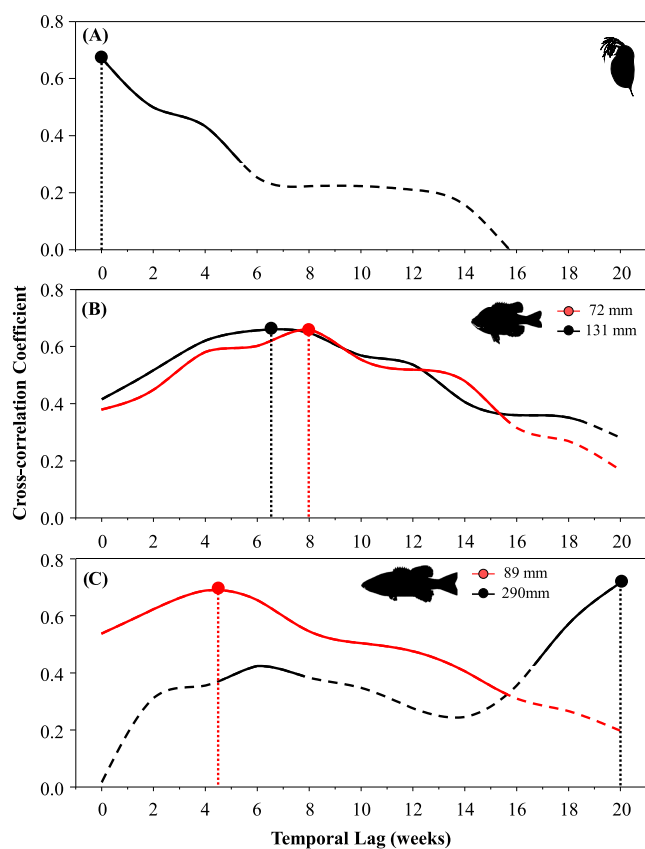 (A)
0.8
0.6
0.4
0.2
0.0
0 2 4 6 8 10 12 14 16 18 20
(B)
72 mm
131 mm
0.8
0.6
0.4
0.2
0.0
0 2 4 6 8 10 12 14 16 18 20
(C)
89 mm
290mm
0.8
0.6
0.4
0.2
0.0
0 2 4 6 8 10 12 14 16 18 20
Cross-correlation Coefficient
Temporal Lag (weeks)